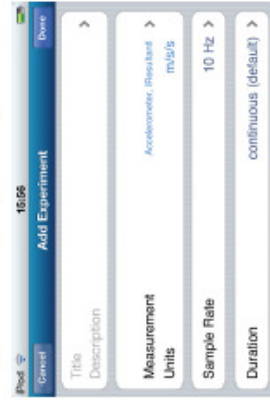 iPod 15:56
Cancel Add Experiment Done
Title
Description
Measurement Accelerometer, |Resultant
Units m/s/s
Sample Rate 10 Hz
Duration continuous (default)